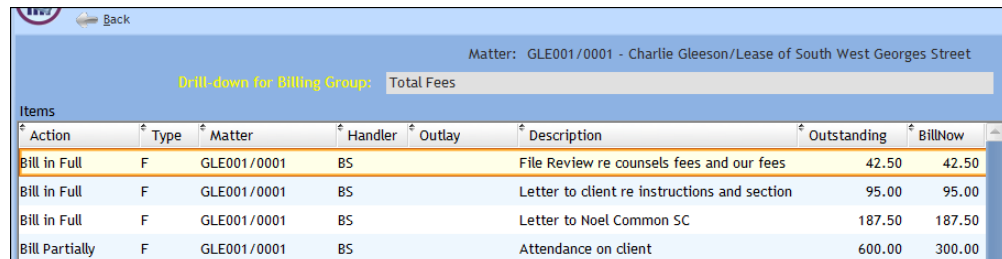 Back
Matter: GLE001/0001 - Charlie Gleeson/Lease of South West Georges Street
Drill-down for Billing Group: Total Fees
Items
Action Type Matter Handler Outlay Description Outstanding BillNow
Bill in Full F GLE001/0001 BS File Review re counsels fees and our fees 42.50 42.50
Bill in Full F GLE001/0001 BS Letter to client re instructions and section 95.00 95.00
Bill in Full F GLE001/0001 BS Letter to Noel Common SC 187.50 187.50
Bill Partially F GLE001/0001 BS Attendance on client 600.00 300.00